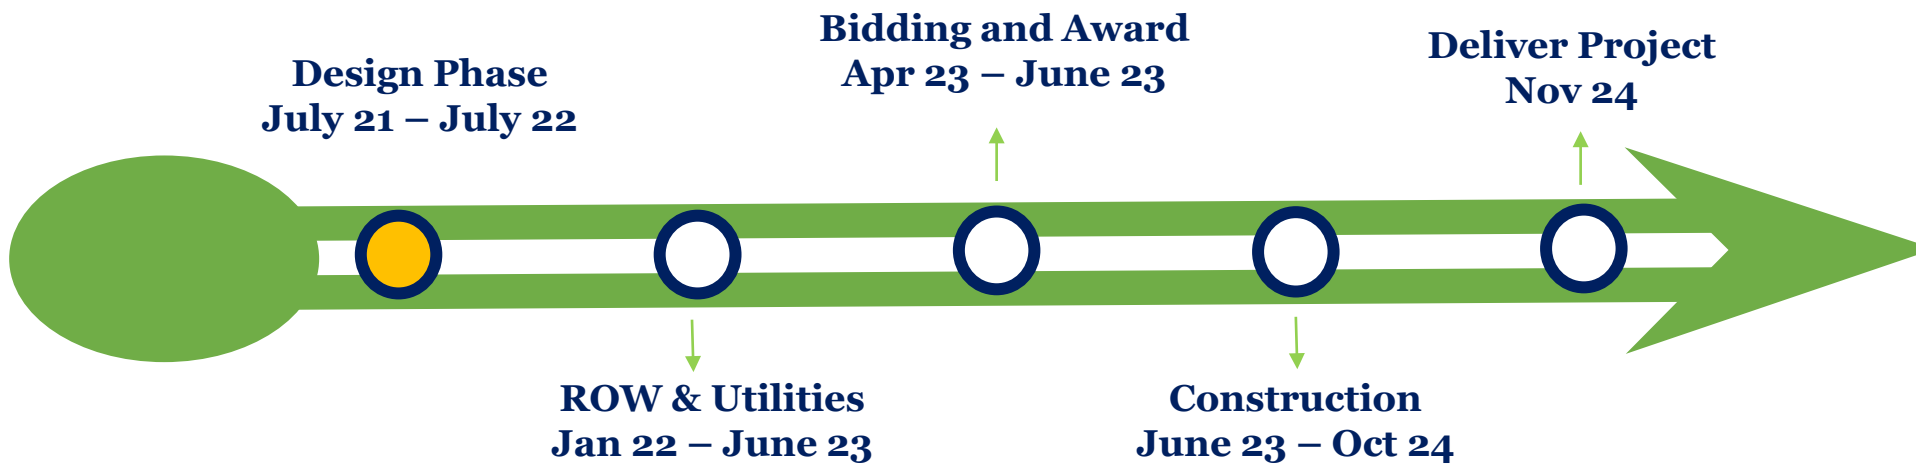 Design Phase
July 21 – July 22
ROW & Utilities
Jan 22 – June 23
Bidding and Award
Apr 23 – June 23
Construction
June 23 – Oct 24
Deliver Project
Nov 24